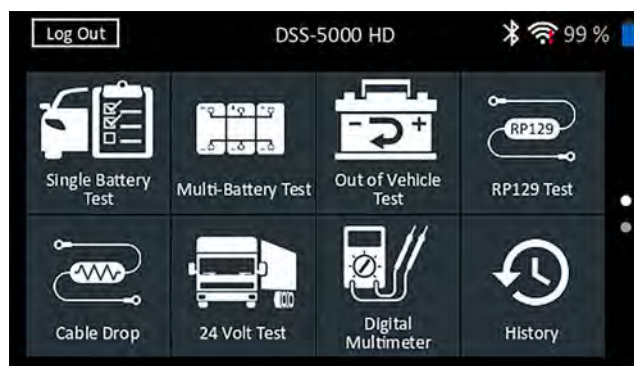 Log Out
DSS-5000 HD
99 %
Single Battery
Test
Multi-Battery Test
Out of Vehicle
Test
RP129
RP129 Test
Cable Drop
24 Volt Test
Digital
Multimeter
History